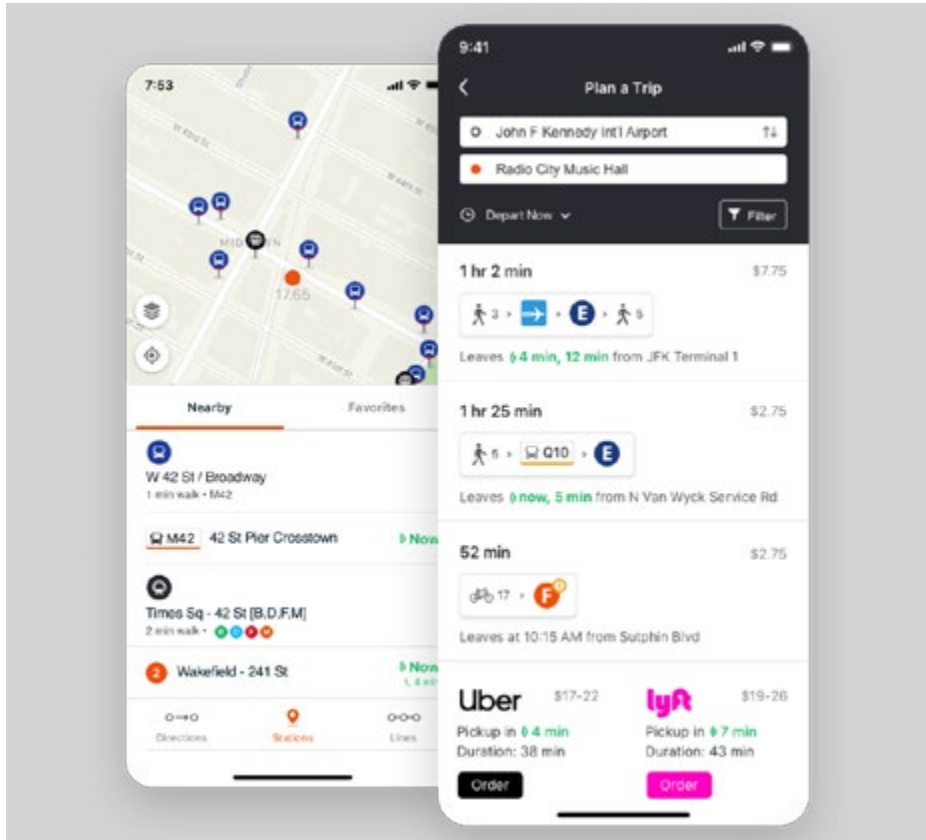 7:53
MIDTOWN
17.65
Nearby
Favorites
W 42 St / Broadway
1 min walk • M42
M42
42 St Pier Crosstown
Now
Times Sq - 42 St [B.D.F.M]
2 min walk •
2
Wakefield - 241 St
Now
Directions
Stations
Lines
9:41
Plan a Trip
John F Kennedy Int'l Airport
Radio City Music Hall
Depart Now
Filter
1 hr 2 min $7.75
3 E 5
Leaves 4 min, 12 min from JFK Terminal 1
1 hr 25 min $2.75
5 Q10 E
Leaves now, 5 min from N Van Wyck Service Rd
52 min $2.75
17 F
Leaves at 10:15 AM from Sutphin Blvd
Uber $17-22
Pickup in 4 min
Duration: 38 min
Order
lyft $19-26
Pickup in 7 min
Duration: 43 min
Order